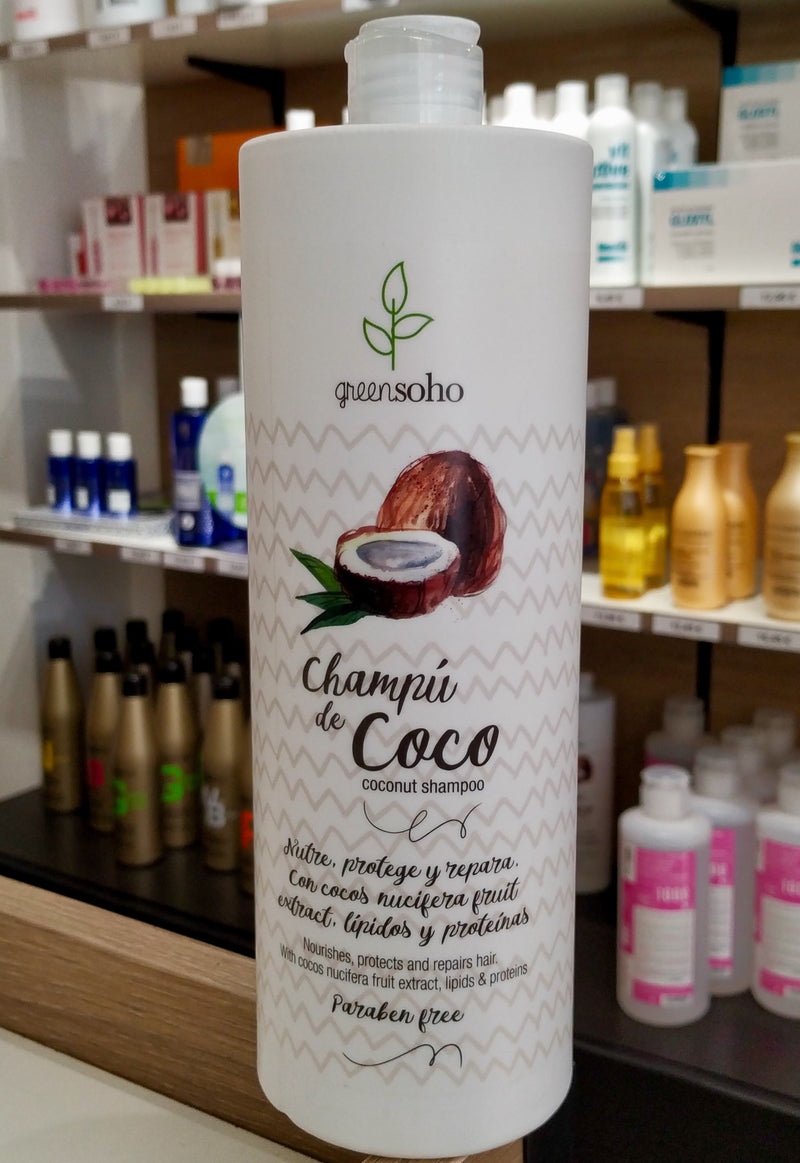 greensoho
Champú
de Coco
coconut shampoo
Nutre, protege y repara.
Con cocos nucifera fruit
extract, lípidos y proteínas
Nourishes, protects and repairs hair.
With cocos nucifera fruit extract, lipids & proteins
Paraben free